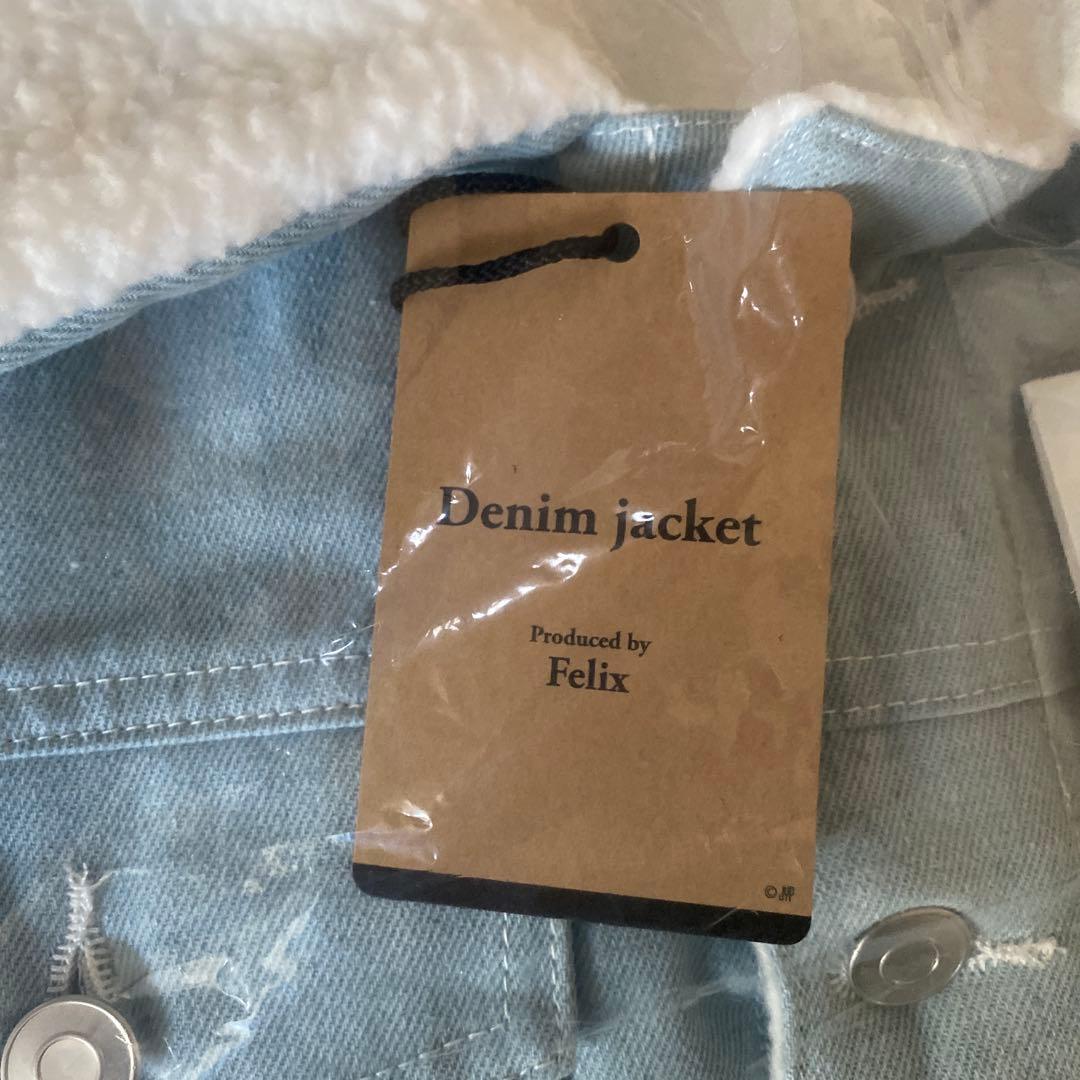 Denim jacket
Produced by
Felix
©